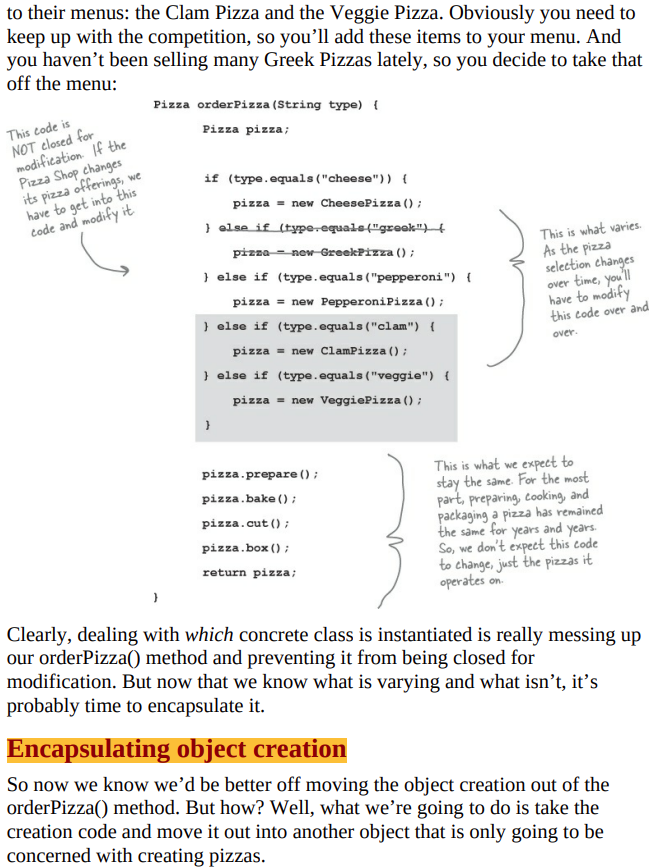 to their menus: the Clam Pizza and the Veggie Pizza. Obviously you need to
keep up with the competition, so you’ll add these items to your menu. And
you haven’t been selling many Greek Pizzas lately, so you decide to take that
off the menu:
Pizza orderPizza(String type) {
Pizza pizza;
This code is
NOT closed for
modification. If the
Pizza Shop changes
its pizza offerings, we
have to get into this
code and modify it.
if (type.equals("cheese")) {
pizza = new CheesePizza();
} else if (type.equals("greek") {
pizza = new GreekPizza();
} else if (type.equals("pepperoni") {
pizza = new PepperoniPizza();
} else if (type.equals("clam") {
pizza = new ClamPizza();
} else if (type.equals("veggie") {
pizza = new VeggiePizza();
}
This is what varies.
As the pizza
selection changes
over time, you'll
have to modify
this code over and
over.
pizza.prepare();
pizza.bake();
pizza.cut();
pizza.box();
return pizza;
}
This is what we expect to
stay the same. For the most
part, preparing, cooking, and
packaging a pizza has remained
the same for years and years.
So, we don't expect this code
to change, just the pizzas it
operates on.
Clearly, dealing with which concrete class is instantiated is really messing up
our orderPizza() method and preventing it from being closed for
modification. But now that we know what is varying and what isn’t, it’s
probably time to encapsulate it.
Encapsulating object creation
So now we know we’d be better off moving the object creation out of the
orderPizza() method. But how? Well, what we’re going to do is take the
creation code and move it out into another object that is only going to be
concerned with creating pizzas.